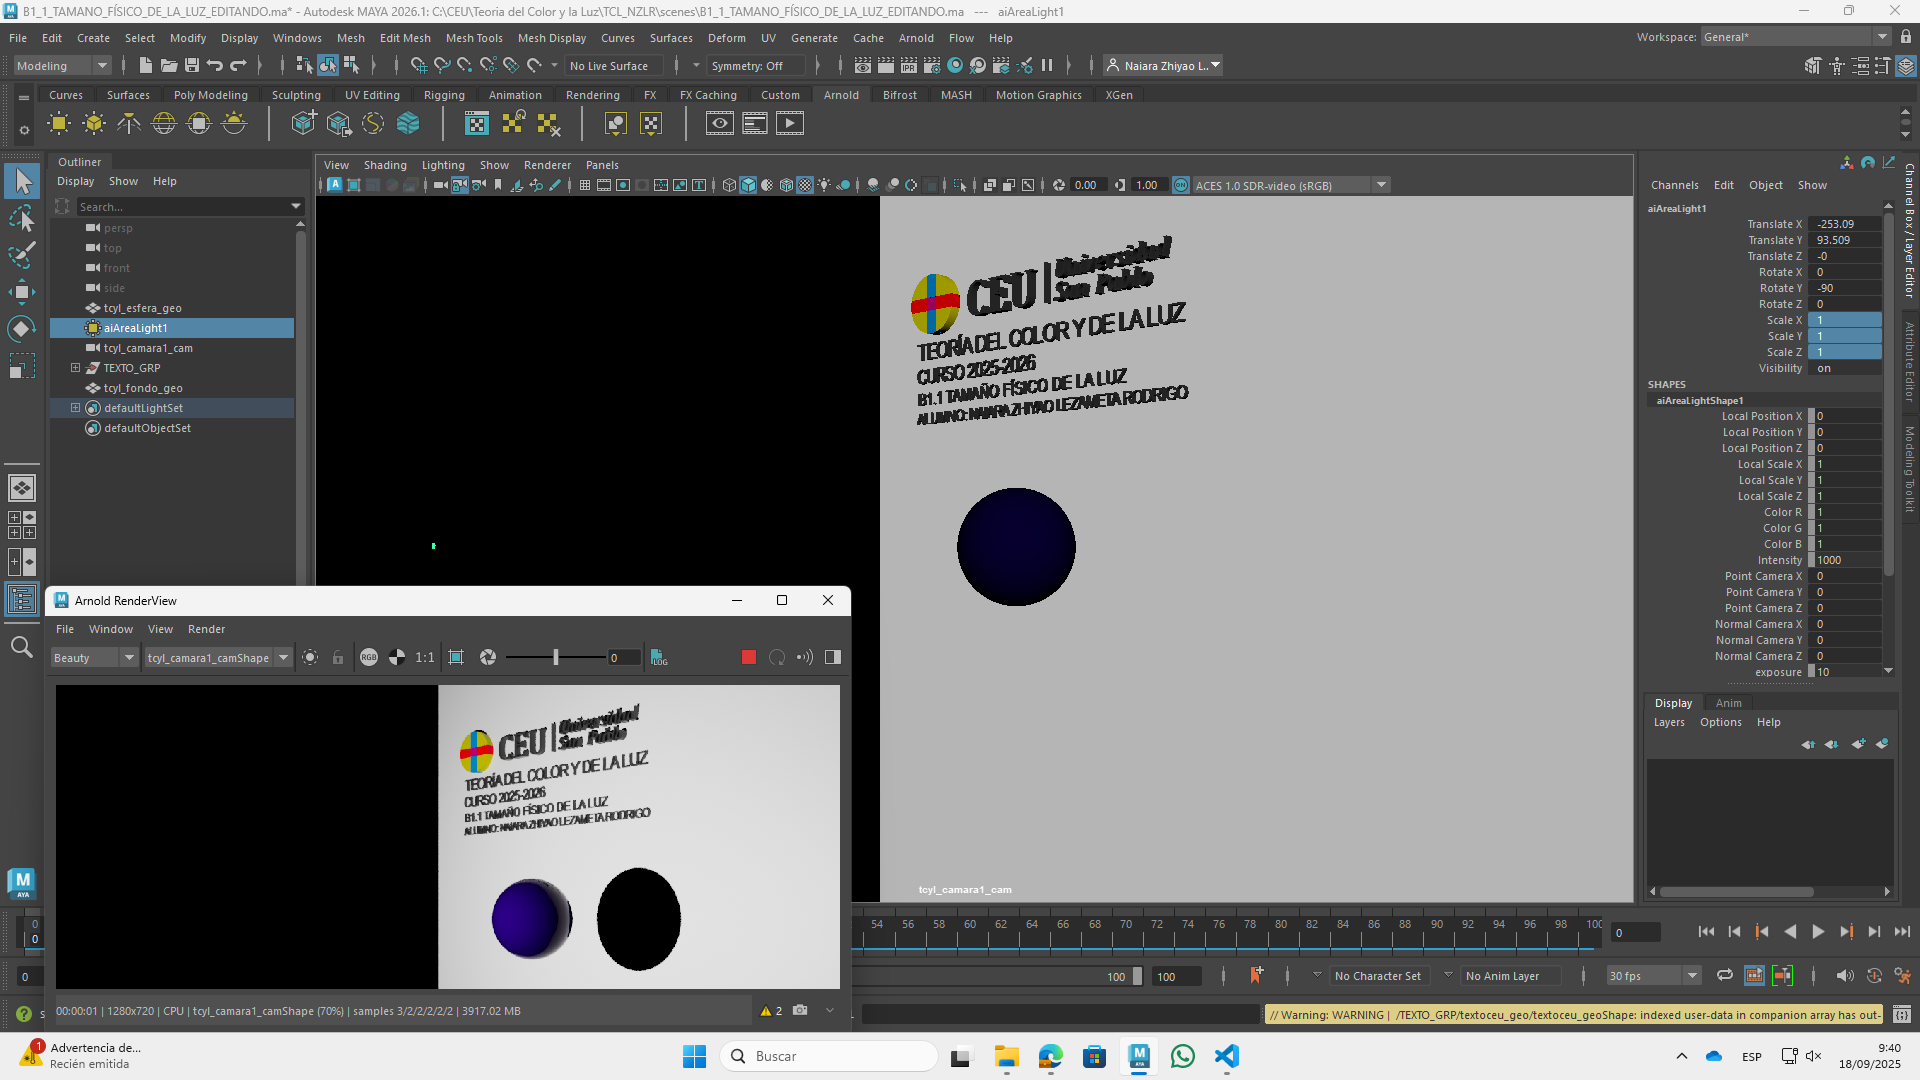 B1_1_TAMANO_FÍSICO_DE_LA_LUZ_EDITANDO.ma* - Autodesk MAYA 2026.1: C:\CEU\Teoria del Color y la Luz\TCL_NZLR\scenes\B1_1_TAMANO_FÍSICO_DE_LA_LUZ_EDITANDO.ma --- aiAreaLight1
File Edit Create Select Modify Display Windows Mesh Edit Mesh Mesh Tools Mesh Display Curves Surfaces Deform UV Generate Cache Arnold Flow Help
Workspace: General*
Modeling
No Live Surface
Symmetry: Off
IPR
Naiara Zhiyao L..
Curves Surfaces Poly Modeling Sculpting UV Editing Rigging Animation Rendering FX FX Caching Custom Arnold Bifrost MASH Motion Graphics XGen
Outliner
Display Show Help
Search...
persp
top
front
side
tcyl_esfera_geo
aiAreaLight1
tcyl_camara1_cam
TEXTO_GRP
tcyl_fondo_geo
defaultLightSet
defaultObjectSet
View Shading Lighting Show Renderer Panels
0.00
1.00
ACES 1.0 SDR-video (sRGB)
CEU
Universidad
San Pablo
TEORÍA DEL COLOR Y DE LA LUZ
CURSO 2025-2026
B1.1 TAMAÑO FÍSICO DE LA LUZ
ALUMNO: NAIARA ZHIYAO LEZAMETA RODRIGO
tcyl_camara1_cam
Channels Edit Object Show
aiAreaLight1
Translate X -253.09
Translate Y 93.509
Translate Z -0
Rotate X 0
Rotate Y -90
Rotate Z 0
Scale X 1
Scale Y 1
Scale Z 1
Visibility on
SHAPES
aiAreaLightShape1
Local Position X 0
Local Position Y 0
Local Position Z 0
Local Scale X 1
Local Scale Y 1
Local Scale Z 1
Color R 1
Color G 1
Color B 1
Intensity 1000
Point Camera X 0
Point Camera Y 0
Point Camera Z 0
Normal Camera X 0
Normal Camera Y 0
Normal Camera Z 0
exposure 10
Channel Box / Layer Editor
Attribute Editor
Modeling Toolkit
Display Anim
Layers Options Help
Arnold RenderView
File Window View Render
Beauty
tcyl_camara1_camShape
RGB
1:1
0
LOG
CEU
Universidad
San Pablo
TEORÍA DEL COLOR Y DE LA LUZ
CURSO 2025-2026
B1.1 TAMAÑO FÍSICO DE LA LUZ
ALUMNO: NAIARA ZHIYAO LEZAMETA RODRIGO
00:00:01 | 1280x720 | CPU | tcyl_camara1_camShape (70%) | samples 3/2/2/2/2/2 | 3917.02 MB
2
M
AYA
0
0
54 56 58 60 62 64 66 68 70 72 74 76 78 80 82 84 86 88 90 92 94 96 98 100
0
0
100
100
No Character Set
No Anim Layer
30 fps
// Warning: WARNING | /TEXTO_GRP/textoceu_geo/textoceu_geoShape: indexed user-data in companion array has out-
1
Advertencia de...
Recién emitida
Buscar
ESP
9:40
18/09/2025